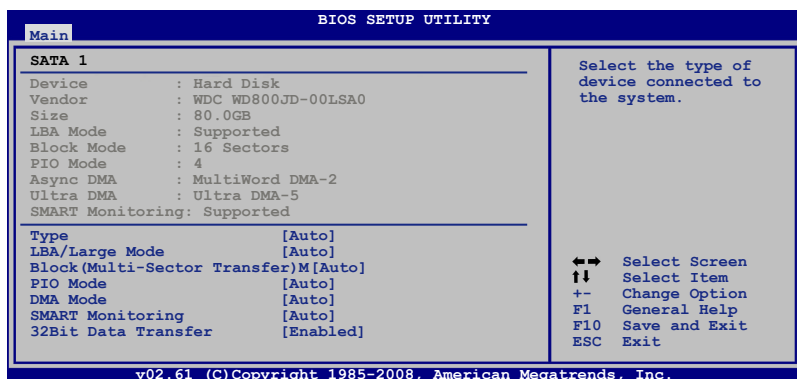 BIOS SETUP UTILITY
Main
SATA 1
Device : Hard Disk
Vendor : WDC WD800JD-00LSA0
Size : 80.0GB
LBA Mode : Supported
Block Mode : 16 Sectors
PIO Mode : 4
Async DMA : MultiWord DMA-2
Ultra DMA : Ultra DMA-5
SMART Monitoring: Supported
Type [Auto]
LBA/Large Mode [Auto]
Block(Multi-Sector Transfer)M[Auto]
PIO Mode [Auto]
DMA Mode [Auto]
SMART Monitoring [Auto]
32Bit Data Transfer [Enabled]
Select the type of
device connected to
the system.
←→ Select Screen
↑↓ Select Item
+- Change Option
F1 General Help
F10 Save and Exit
ESC Exit
v02.61 (C)Copyright 1985-2008, American Megatrends, Inc.